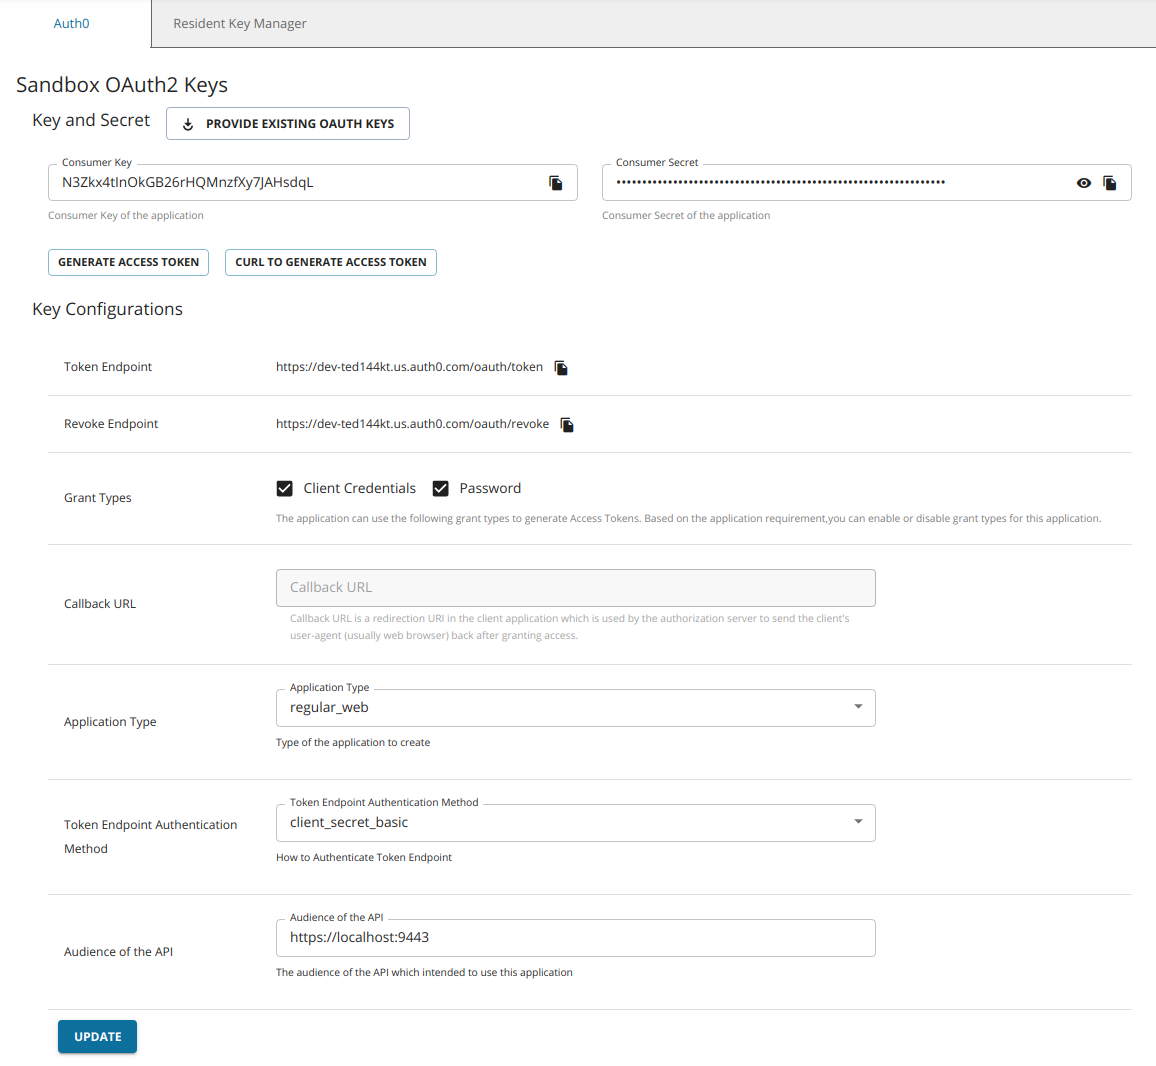 Auth0
Resident Key Manager
Sandbox OAuth2 Keys
Key and Secret
PROVIDE EXISTING OAUTH KEYS
Consumer Key
N3Zkx4tInOkGB26rHQMnzfXy7JAHsdqL
Consumer Key of the application
Consumer Secret
••••••••••••••••••••••••••••••••••••••••••••••••••••••••••••••••
Consumer Secret of the application
GENERATE ACCESS TOKEN
CURL TO GENERATE ACCESS TOKEN
Key Configurations
Token Endpoint
https://dev-ted144kt.us.auth0.com/oauth/token
Revoke Endpoint
https://dev-ted144kt.us.auth0.com/oauth/revoke
Grant Types
Client Credentials
Password
The application can use the following grant types to generate Access Tokens. Based on the application requirement,you can enable or disable grant types for this application.
Callback URL
Callback URL
Callback URL is a redirection URI in the client application which is used by the authorization server to send the client's
user-agent (usually web browser) back after granting access.
Application Type
Application Type
regular_web
Type of the application to create
Token Endpoint Authentication
Method
Token Endpoint Authentication Method
client_secret_basic
How to Authenticate Token Endpoint
Audience of the API
Audience of the API
https://localhost:9443
The audience of the API which intended to use this application
UPDATE